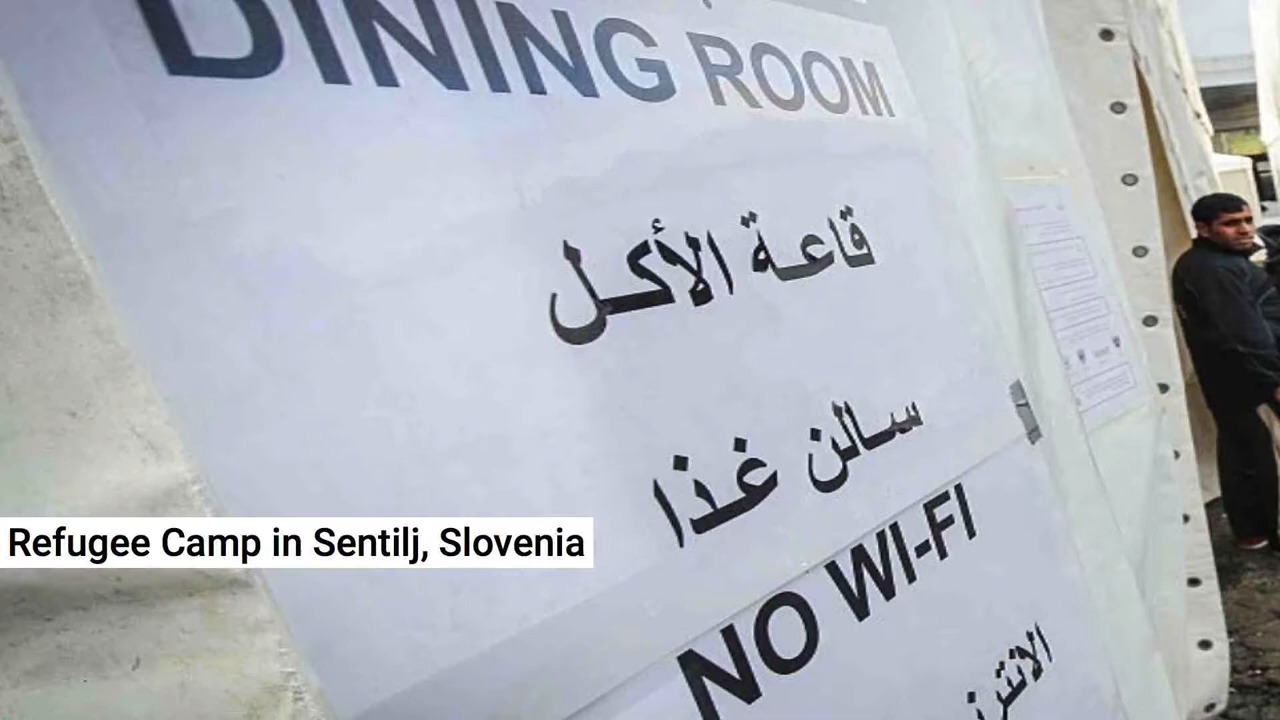 DINING ROOM
قاعة الأكل
سالن غذا
Refugee Camp in Sentilj, Slovenia
NO WI-FI